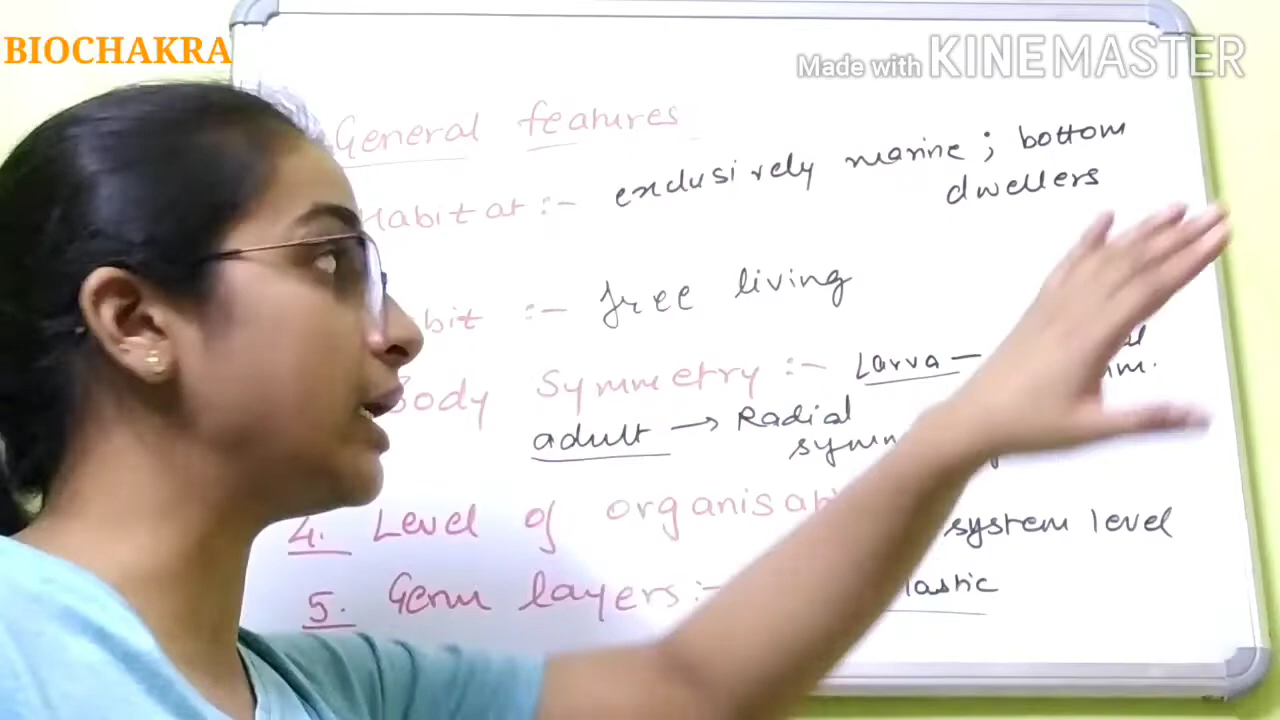 BIOCHAKRA
Made with KINEMASTER
General features
Habitat :- exclusively marine ; bottom
dwellers
:- free living
Body Symmetry :- Larva -
adult → Radial
4. Level of system level
5. Germ layers :-